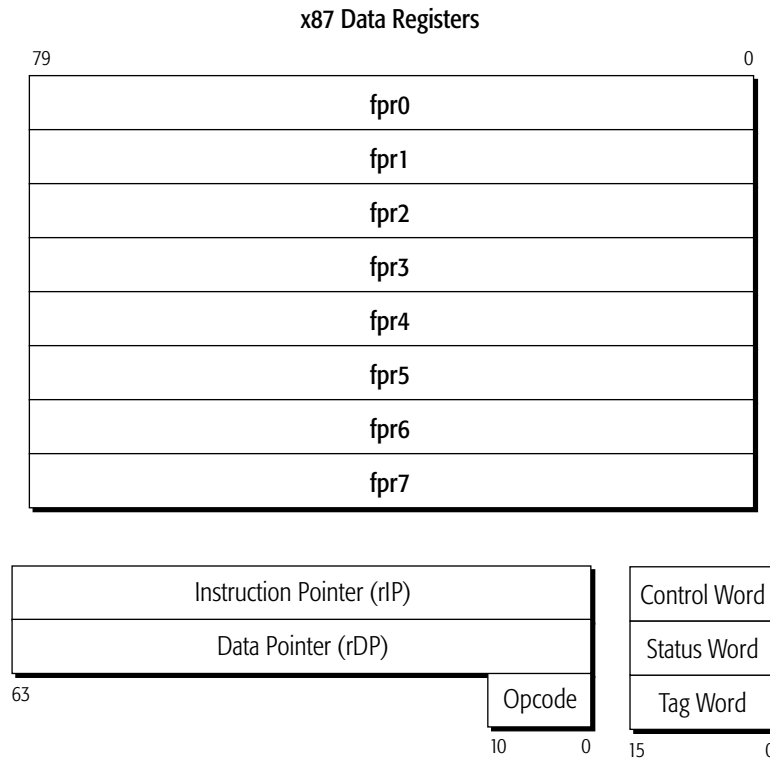 x87 Data Registers
79 0
fpr0
fpr1
fpr2
fpr3
fpr4
fpr5
fpr6
fpr7
Instruction Pointer (rIP)
Data Pointer (rDP)
63
Opcode
10 0
Control Word
Status Word
Tag Word
15 0